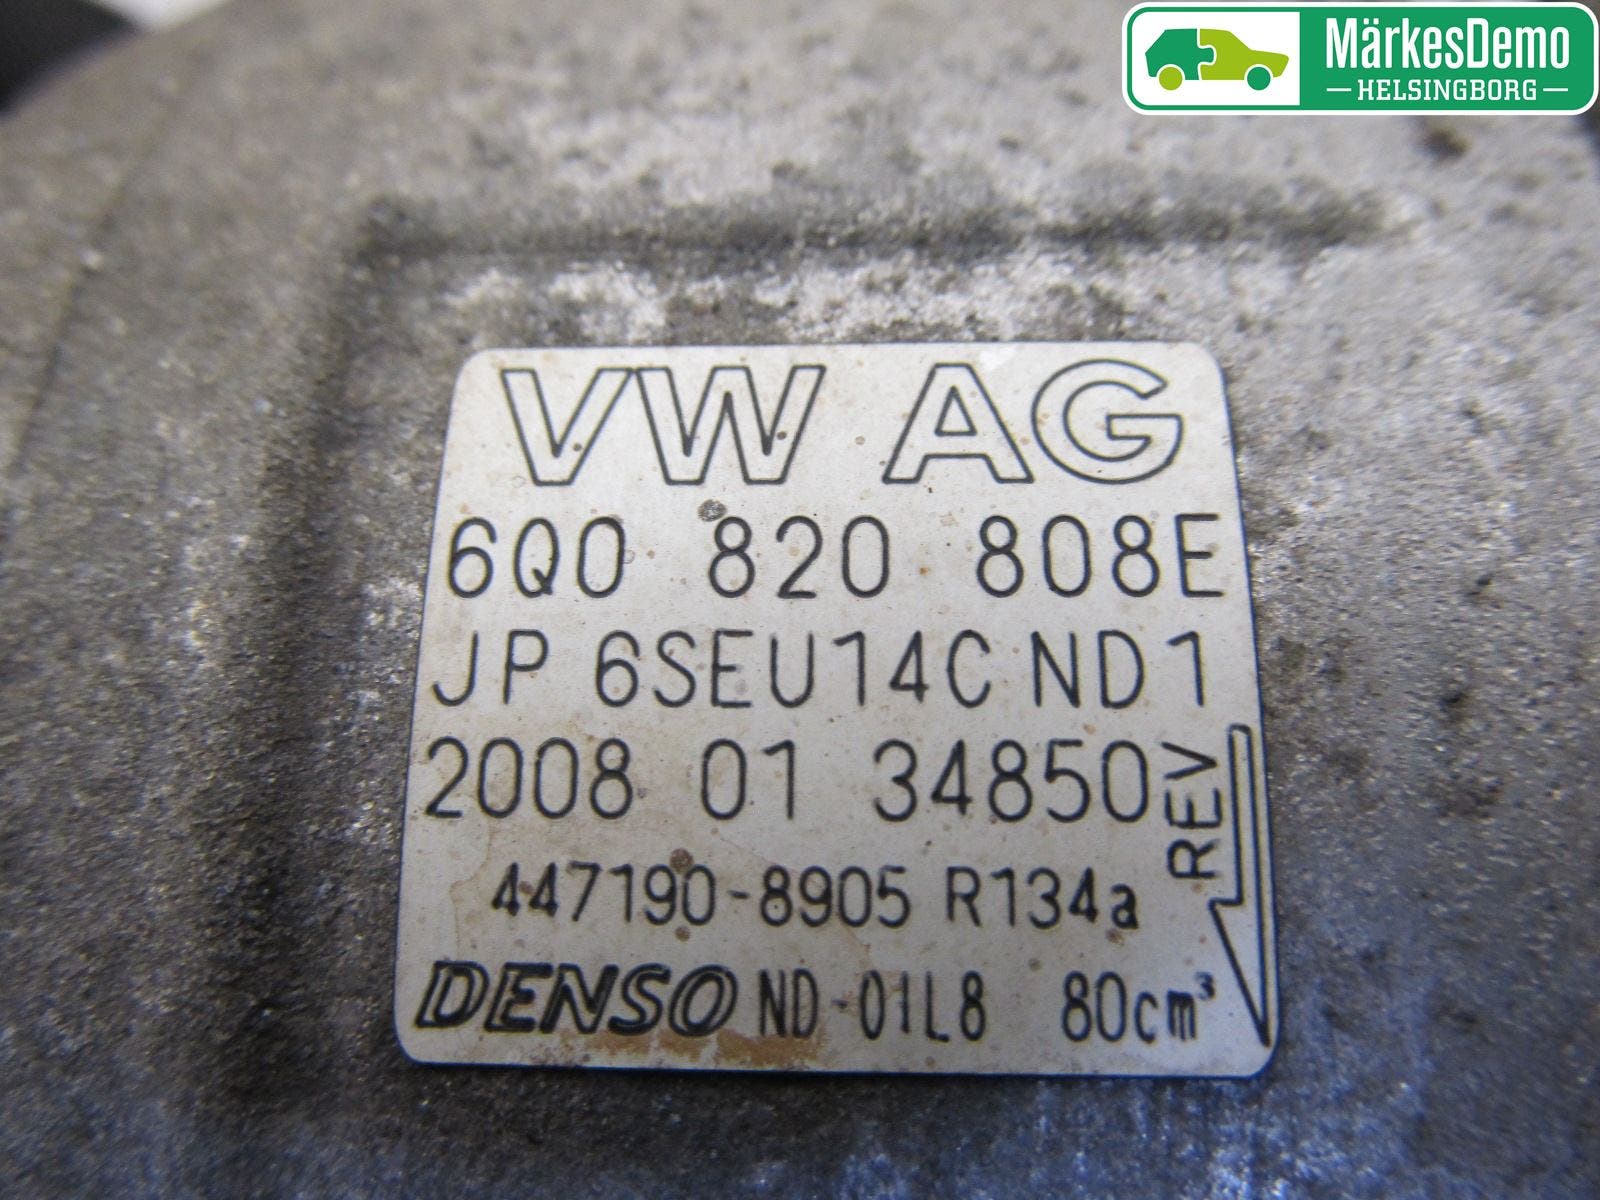 MärkesDemo
HELSINGBORG
VW AG
6Q0 820 808E
JP 6SEU14C ND1
2008 01 34850
REV
447190-8905 R134a
DENSO ND-01L8 80cm³